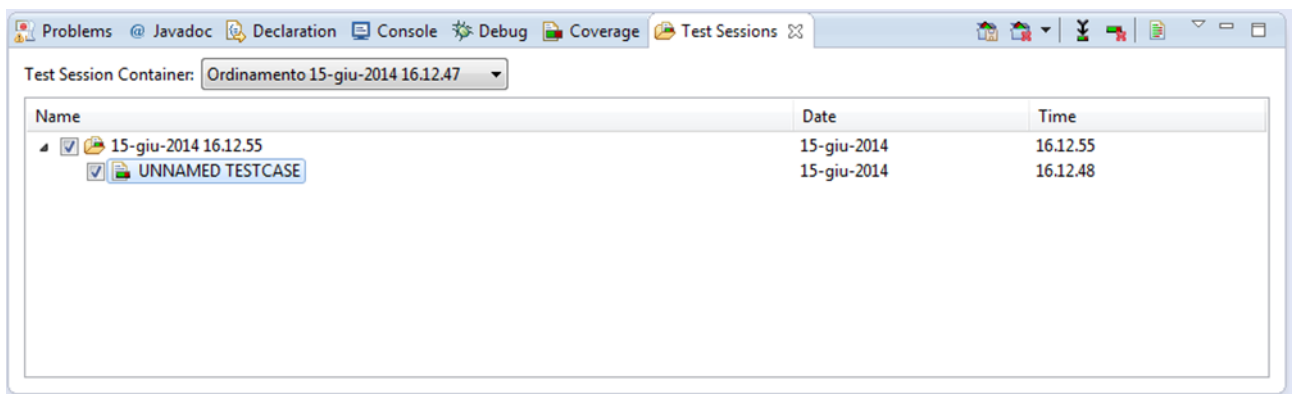 Problems @ Javadoc Declaration Console Debug Coverage Test Sessions
Test Session Container: Ordinamento 15-giu-2014 16.12.47
Name Date Time
15-giu-2014 16.12.55 15-giu-2014 16.12.55
UNNAMED TESTCASE 15-giu-2014 16.12.48